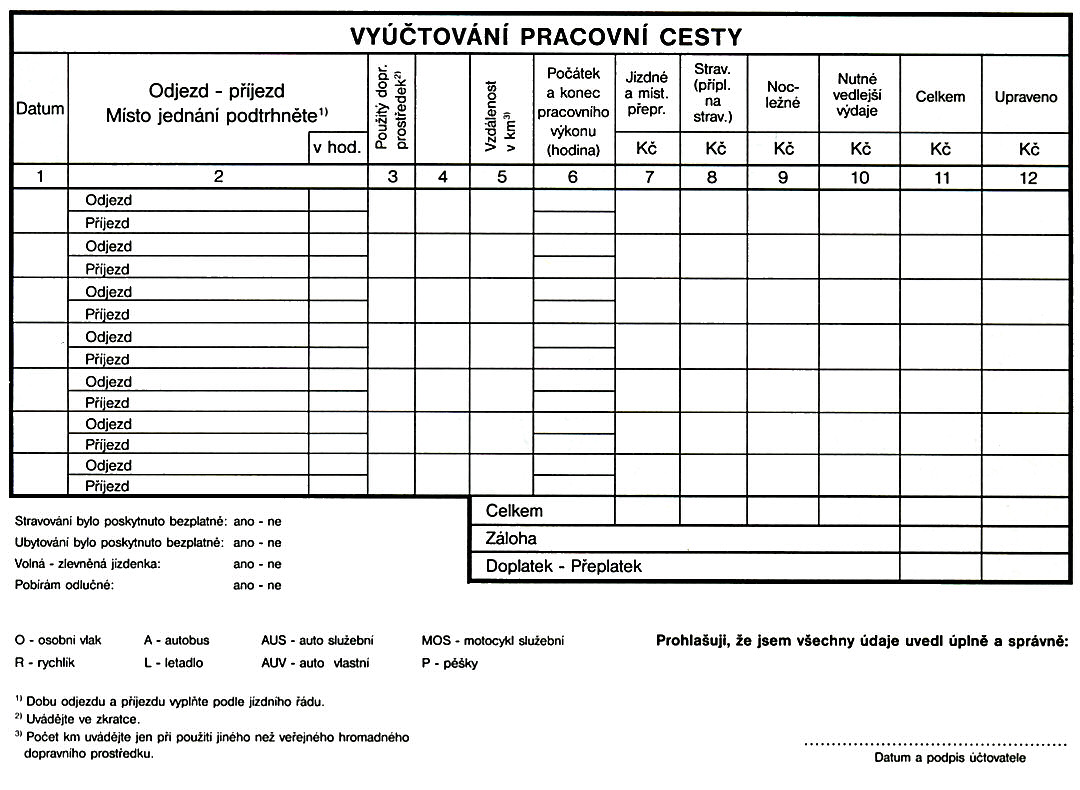 VYÚČTOVÁNÍ PRACOVNÍ CESTY
Datum
Odjezd - příjezd
Místo jednání podtrhněte¹⁾
v hod.
Použitý dopr.
prostředek²⁾
Vzdálenost
v km³⁾
Počátek
a konec
pracovního
výkonu
(hodina)
Jízdné
a míst.
přepr.
Kč
Strav.
(přípl.
na
strav.)
Kč
Noc-
ležné
Kč
Nutné
vedlejší
výdaje
Kč
Celkem
Kč
Upraveno
Kč
1 2 3 4 5 6 7 8 9 10 11 12
Odjezd
Příjezd
Odjezd
Příjezd
Odjezd
Příjezd
Odjezd
Příjezd
Odjezd
Příjezd
Odjezd
Příjezd
Odjezd
Příjezd
Celkem
Záloha
Doplatek - Přeplatek
Stravování bylo poskytnuto bezplatně: ano - ne
Ubytování bylo poskytnuto bezplatně: ano - ne
Volná - zlevněná jízdenka: ano - ne
Pobírám odlučné: ano - ne
O - osobní vlak A - autobus AUS - auto služební MOS - motocykl služební
R - rychlík L - letadlo AUV - auto vlastní P - pěšky
Prohlašuji, že jsem všechny údaje uvedl úplně a správně:
¹⁾ Dobu odjezdu a příjezdu vyplňte podle jízdního řádu.
²⁾ Uvádějte ve zkratce.
³⁾ Počet km uvádějte jen při použití jiného než veřejného hromadného
dopravního prostředku.
Datum a podpis účtovatele